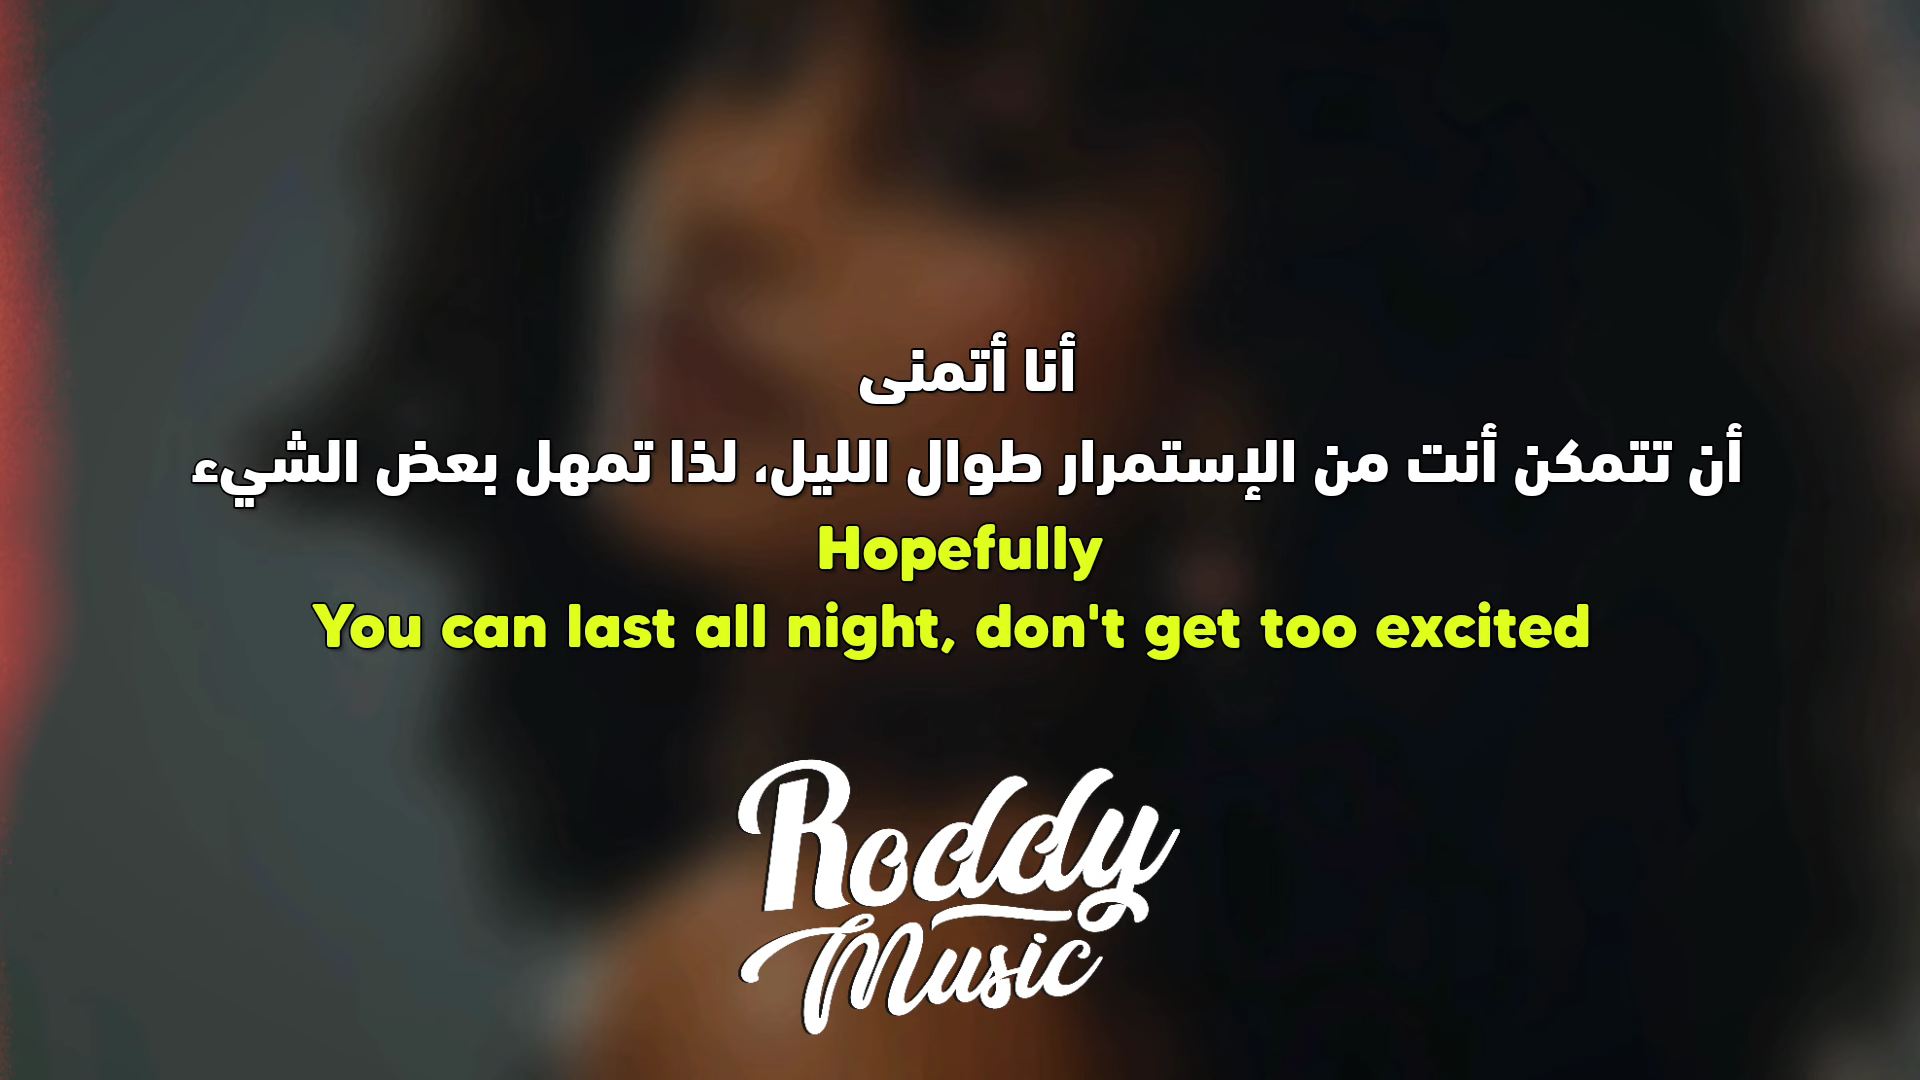 أنا أتمنى
أن تتمكن أنت من الإستمرار طوال الليل، لذا تمهل بعض الشيء
Hopefully
You can last all night, don't get too excited
Roddy
Music